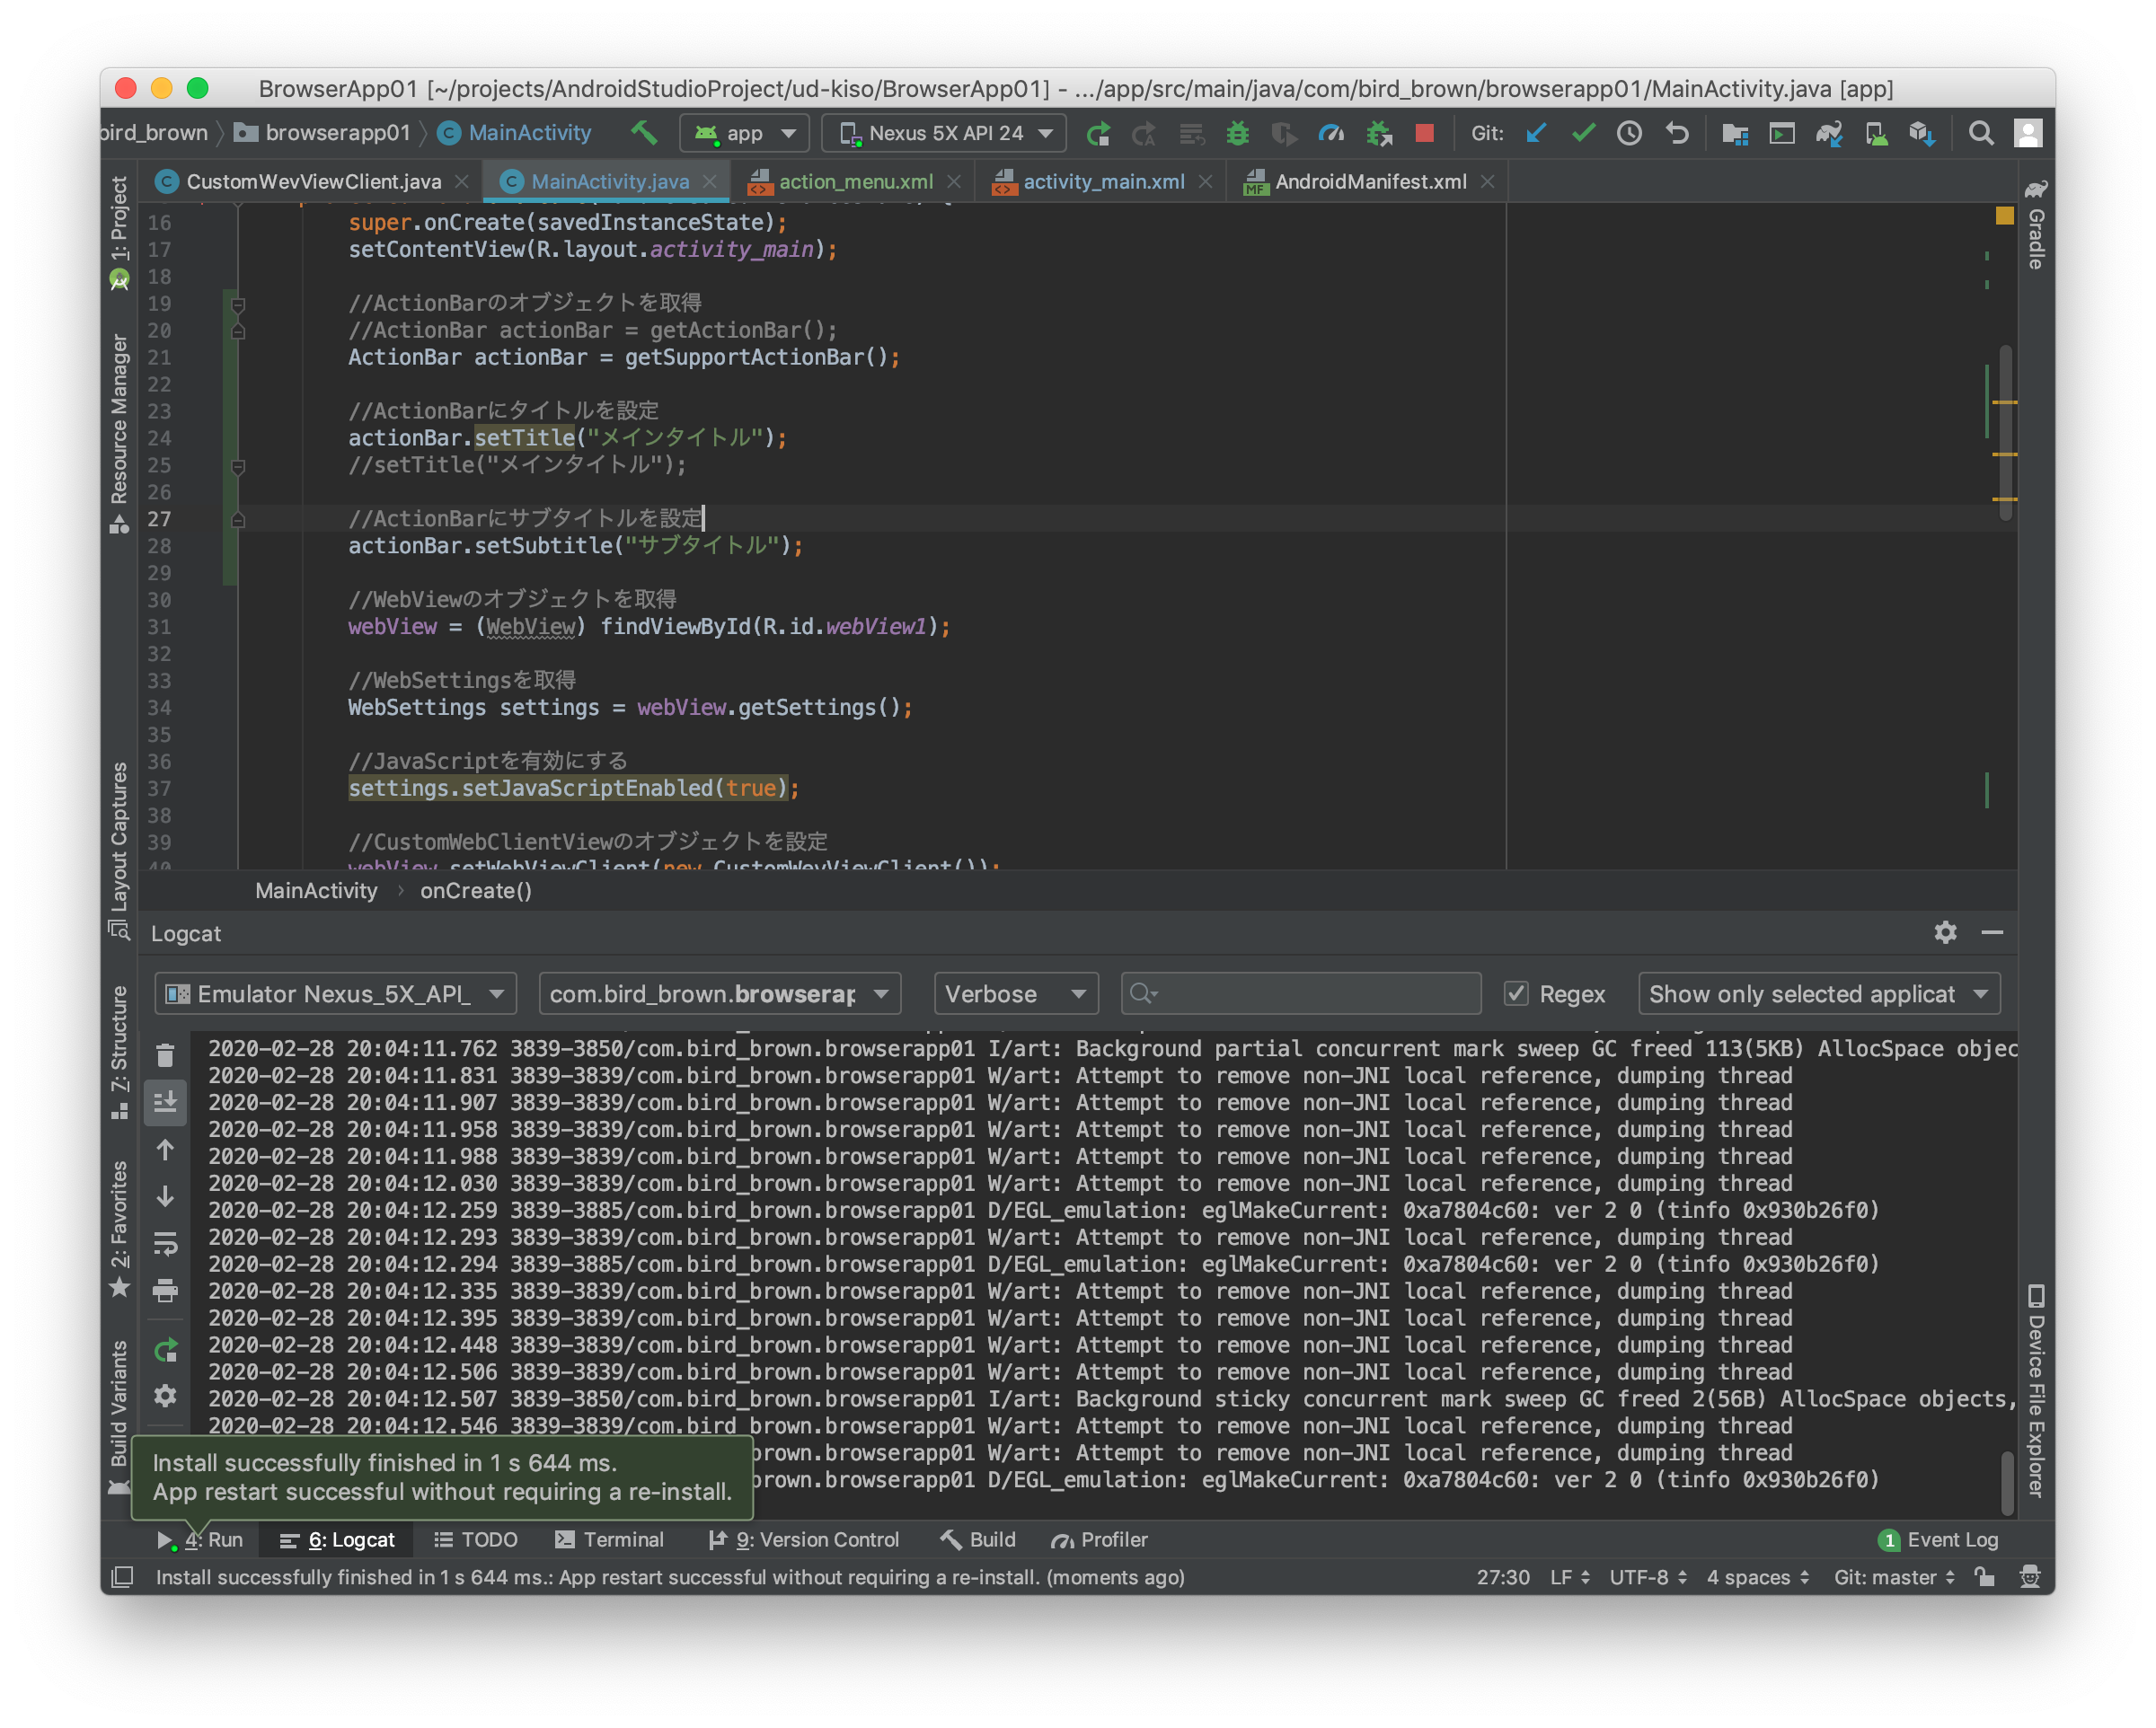 BrowserApp01 [~/projects/AndroidStudioProject/ud-kiso/BrowserApp01] - .../app/src/main/java/com/bird_brown/browserapp01/MainActivity.java [app]
bird_brown browserapp01 MainActivity app Nexus 5X API 24 Git:
CustomWevViewClient.java MainActivity.java action_menu.xml activity_main.xml AndroidManifest.xml
1: Project
Resource Manager
Layout Captures
7: Structure
2: Favorites
Build Variants
Gradle
Device File Explorer
16 super.onCreate(savedInstanceState);
17 setContentView(R.layout.activity_main);
18
19 //ActionBarのオブジェクトを取得
20 //ActionBar actionBar = getActionBar();
21 ActionBar actionBar = getSupportActionBar();
22
23 //ActionBarにタイトルを設定
24 actionBar.setTitle("メインタイトル");
25 //setTitle("メインタイトル");
26
27 //ActionBarにサブタイトルを設定
28 actionBar.setSubtitle("サブタイトル");
29
30 //WebViewのオブジェクトを取得
31 webView = (WebView) findViewById(R.id.webView1);
32
33 //WebSettingsを取得
34 WebSettings settings = webView.getSettings();
35
36 //JavaScriptを有効にする
37 settings.setJavaScriptEnabled(true);
38
39 //CustomWebClientViewのオブジェクトを設定
40 webView.setWebViewClient(new CustomWevViewClient());
MainActivity › onCreate()
Logcat
Emulator Nexus_5X_API_ com.bird_brown.browserap Verbose Regex Show only selected applicat
2020-02-28 20:04:11.762 3839-3850/com.bird_brown.browserapp01 I/art: Background partial concurrent mark sweep GC freed 113(5KB) AllocSpace objec
2020-02-28 20:04:11.831 3839-3839/com.bird_brown.browserapp01 W/art: Attempt to remove non-JNI local reference, dumping thread
2020-02-28 20:04:11.907 3839-3839/com.bird_brown.browserapp01 W/art: Attempt to remove non-JNI local reference, dumping thread
2020-02-28 20:04:11.958 3839-3839/com.bird_brown.browserapp01 W/art: Attempt to remove non-JNI local reference, dumping thread
2020-02-28 20:04:11.988 3839-3839/com.bird_brown.browserapp01 W/art: Attempt to remove non-JNI local reference, dumping thread
2020-02-28 20:04:12.030 3839-3839/com.bird_brown.browserapp01 W/art: Attempt to remove non-JNI local reference, dumping thread
2020-02-28 20:04:12.259 3839-3885/com.bird_brown.browserapp01 D/EGL_emulation: eglMakeCurrent: 0xa7804c60: ver 2 0 (tinfo 0x930b26f0)
2020-02-28 20:04:12.293 3839-3839/com.bird_brown.browserapp01 W/art: Attempt to remove non-JNI local reference, dumping thread
2020-02-28 20:04:12.294 3839-3885/com.bird_brown.browserapp01 D/EGL_emulation: eglMakeCurrent: 0xa7804c60: ver 2 0 (tinfo 0x930b26f0)
2020-02-28 20:04:12.335 3839-3839/com.bird_brown.browserapp01 W/art: Attempt to remove non-JNI local reference, dumping thread
2020-02-28 20:04:12.395 3839-3839/com.bird_brown.browserapp01 W/art: Attempt to remove non-JNI local reference, dumping thread
2020-02-28 20:04:12.448 3839-3839/com.bird_brown.browserapp01 W/art: Attempt to remove non-JNI local reference, dumping thread
2020-02-28 20:04:12.506 3839-3839/com.bird_brown.browserapp01 W/art: Attempt to remove non-JNI local reference, dumping thread
2020-02-28 20:04:12.507 3839-3850/com.bird_brown.browserapp01 I/art: Background sticky concurrent mark sweep GC freed 2(56B) AllocSpace objects,
2020-02-28 20:04:12.546 3839-3839/com.bird_brown.browserapp01 W/art: Attempt to remove non-JNI local reference, dumping thread
brown.browserapp01 W/art: Attempt to remove non-JNI local reference, dumping thread
brown.browserapp01 D/EGL_emulation: eglMakeCurrent: 0xa7804c60: ver 2 0 (tinfo 0x930b26f0)
Install successfully finished in 1 s 644 ms.
App restart successful without requiring a re-install.
4: Run 6: Logcat TODO Terminal 9: Version Control Build Profiler 1 Event Log
Install successfully finished in 1 s 644 ms.: App restart successful without requiring a re-install. (moments ago) 27:30 LF UTF-8 4 spaces Git: master